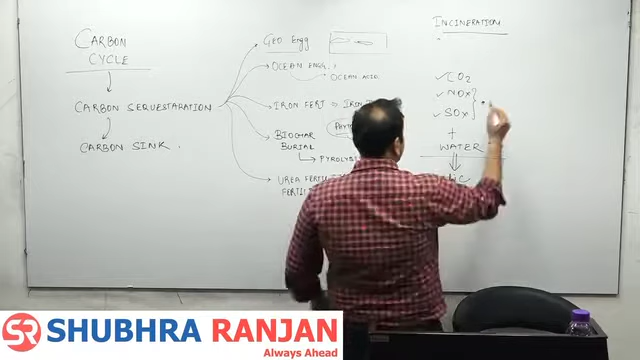 CARBON
CYCLE
CARBON SEQUESTARATION
CARBON SINK.
GEO Engg
OCEAN ENGG.
OCEAN ACID
IRON FERT
BIOCHAR
BURIAL
PYROLYS
UREA FERTI
FERTI
INCINERATION
CO2
NOX
SOX
+
WATER
SR SHUBHRA RANJAN
Always Ahead